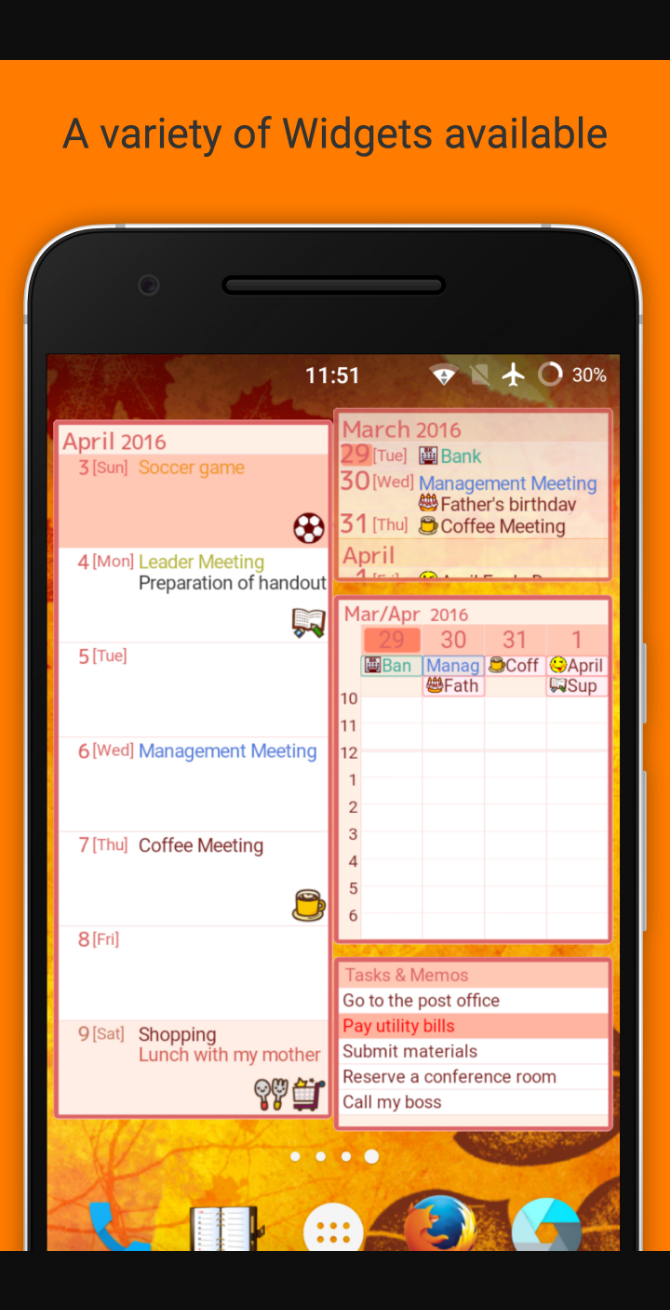 A variety of Widgets available
11:51
30%
April 2016
3 [Sun] Soccer game
4 [Mon] Leader Meeting
Preparation of handout
5 [Tue]
6 [Wed] Management Meeting
7 [Thu] Coffee Meeting
8 [Fri]
9 [Sat] Shopping
Lunch with my mother
March 2016
29 [Tue] Bank
30 [Wed] Management Meeting
Father's birthday
31 [Thu] Coffee Meeting
April
Mar/Apr 2016
29 30 31 1
Ban Manag Coff April
Fath Sup
10
11
12
1
2
3
4
5
6
Tasks & Memos
Go to the post office
Pay utility bills
Submit materials
Reserve a conference room
Call my boss